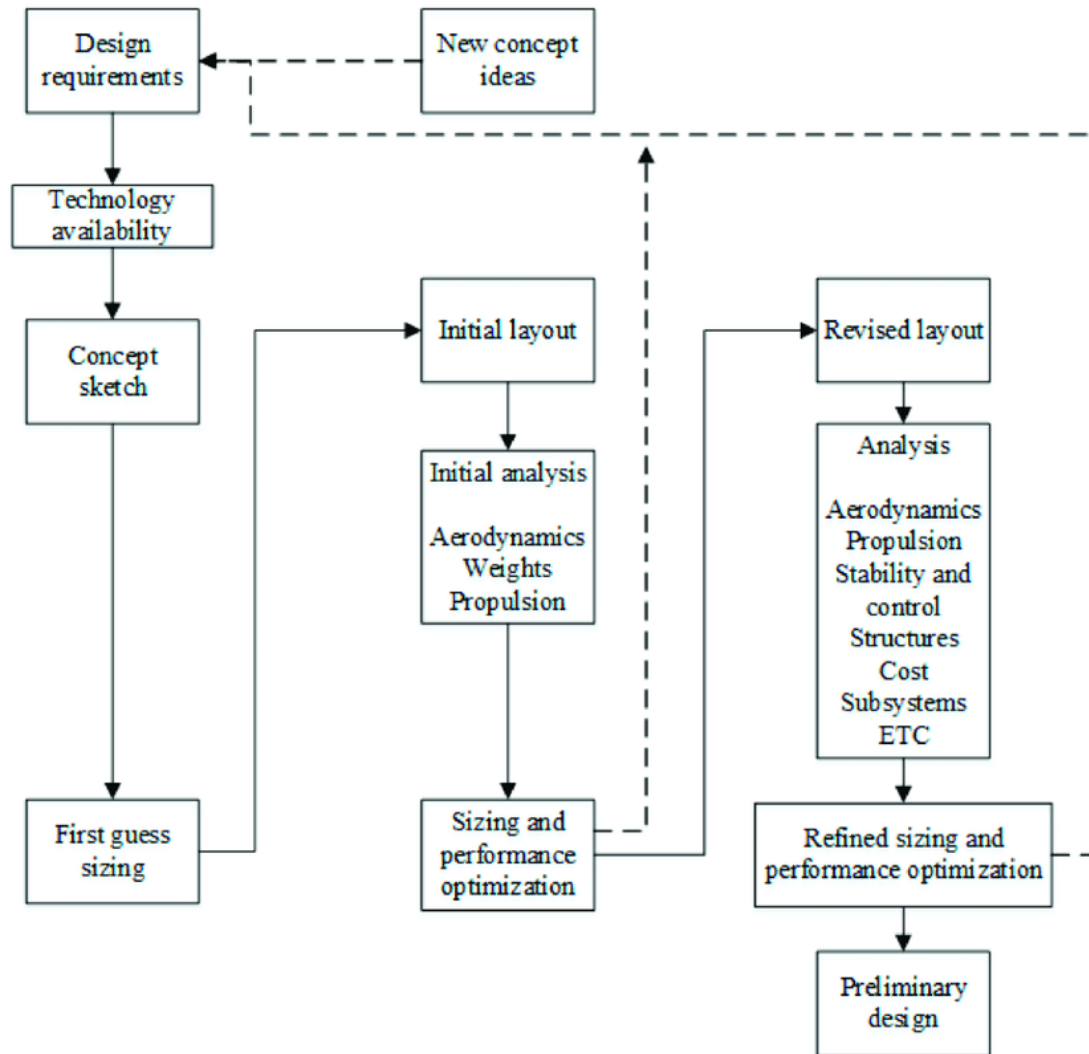 Design
requirements
New concept
ideas
Technology
availability
Concept
sketch
First guess
sizing
Initial layout
Initial analysis
Aerodynamics
Weights
Propulsion
Sizing and
performance
optimization
Revised layout
Analysis
Aerodynamics
Propulsion
Stability and
control
Structures
Cost
Subsystems
ETC
Refined sizing and
performance optimization
Preliminary
design